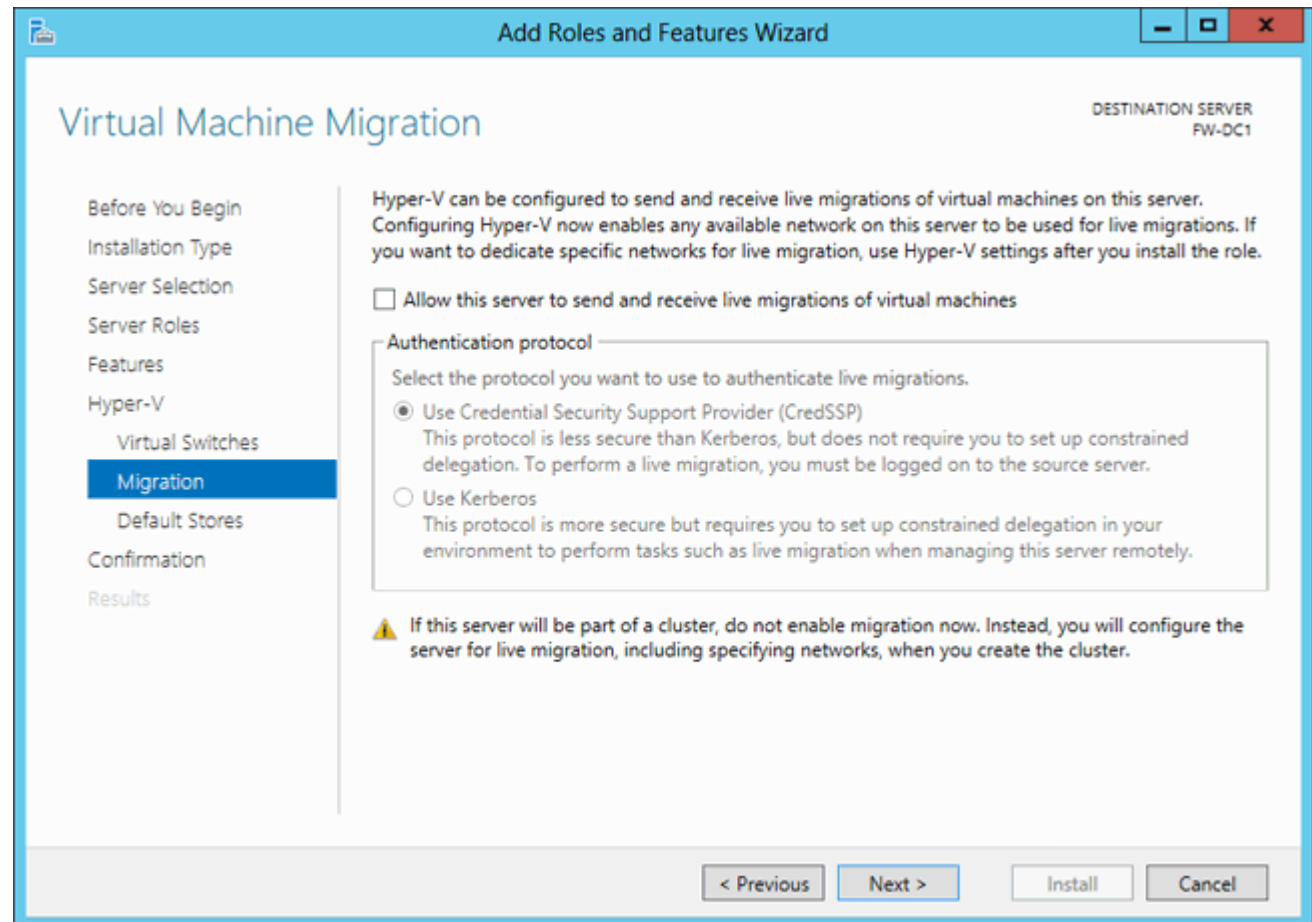 Add Roles and Features Wizard
Virtual Machine Migration
DESTINATION SERVER
FW-DC1
Before You Begin
Installation Type
Server Selection
Server Roles
Features
Hyper-V
Virtual Switches
Migration
Default Stores
Confirmation
Results
Hyper-V can be configured to send and receive live migrations of virtual machines on this server.
Configuring Hyper-V now enables any available network on this server to be used for live migrations. If
you want to dedicate specific networks for live migration, use Hyper-V settings after you install the role.
Allow this server to send and receive live migrations of virtual machines
Authentication protocol
Select the protocol you want to use to authenticate live migrations.
Use Credential Security Support Provider (CredSSP)
This protocol is less secure than Kerberos, but does not require you to set up constrained
delegation. To perform a live migration, you must be logged on to the source server.
Use Kerberos
This protocol is more secure but requires you to set up constrained delegation in your
environment to perform tasks such as live migration when managing this server remotely.
If this server will be part of a cluster, do not enable migration now. Instead, you will configure the
server for live migration, including specifying networks, when you create the cluster.
< Previous
Next >
Install
Cancel